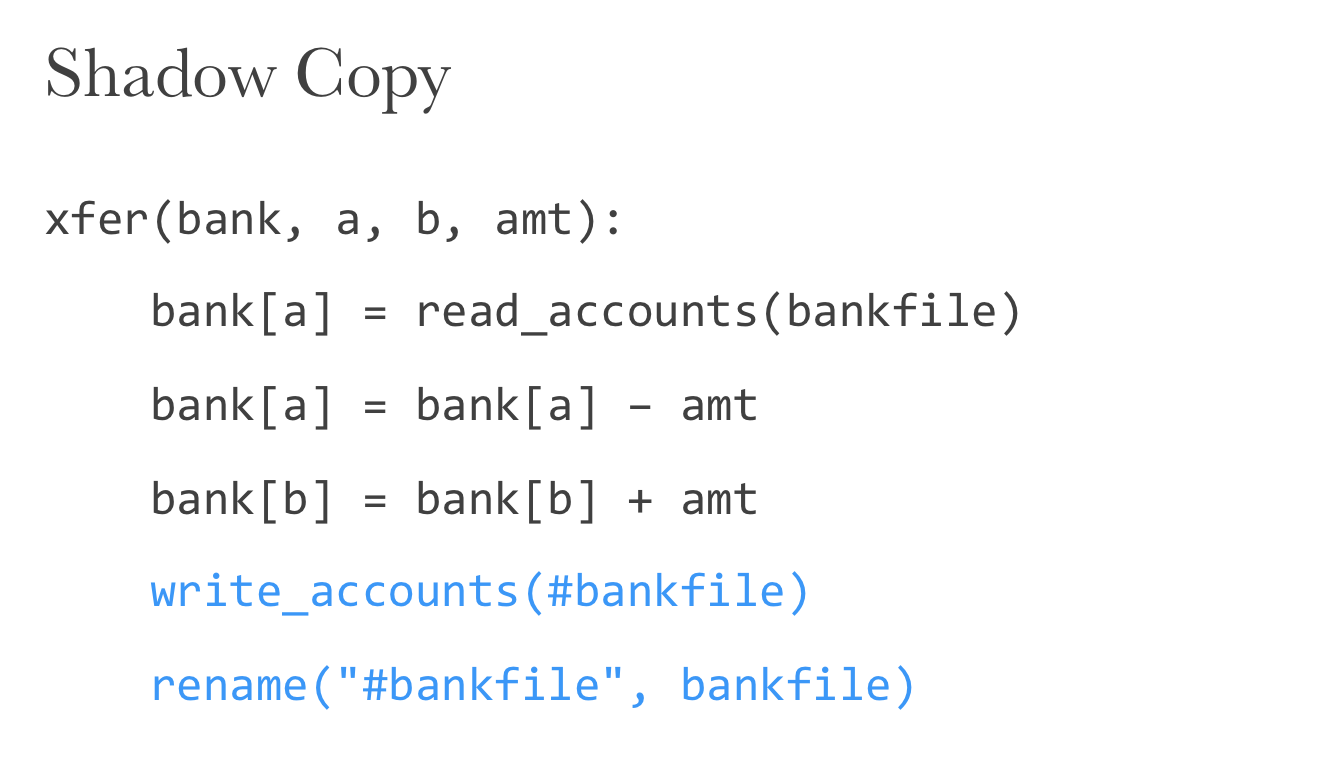 Shadow Copy
xfer(bank, a, b, amt):
bank[a] = read_accounts(bankfile)
bank[a] = bank[a] – amt
bank[b] = bank[b] + amt
write_accounts(#bankfile)
rename("#bankfile", bankfile)